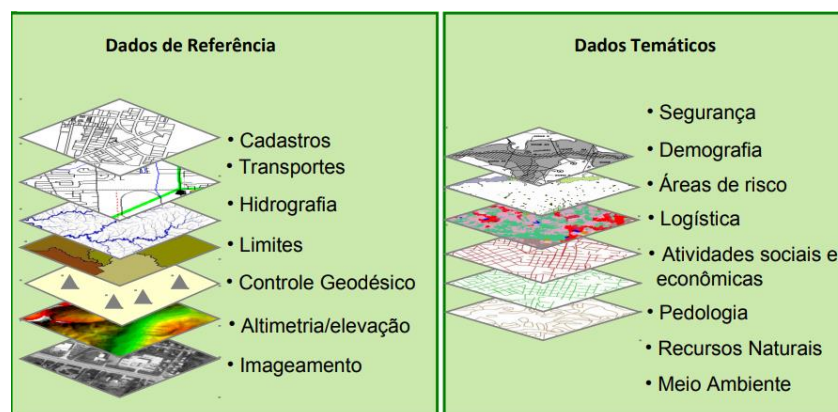 Dados de Referência
• Cadastros
• Transportes
• Hidrografia
• Limites
• Controle Geodésico
• Altimetria/elevação
• Imageamento
Dados Temáticos
• Segurança
• Demografia
• Áreas de risco
• Logística
• Atividades sociais e
econômicas
• Pedologia
• Recursos Naturais
• Meio Ambiente